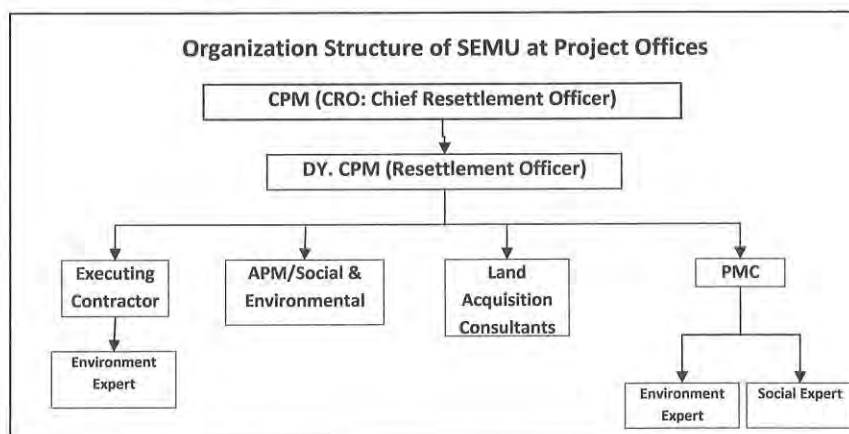 Organization Structure of SEMU at Project Offices
CPM (CRO: Chief Resettlement Officer)
DY. CPM (Resettlement Officer)
Executing
Contractor
APM/Social &
Environmental
Land
Acquisition
Consultants
PMC
Environment
Expert
Environment
Expert
Social Expert